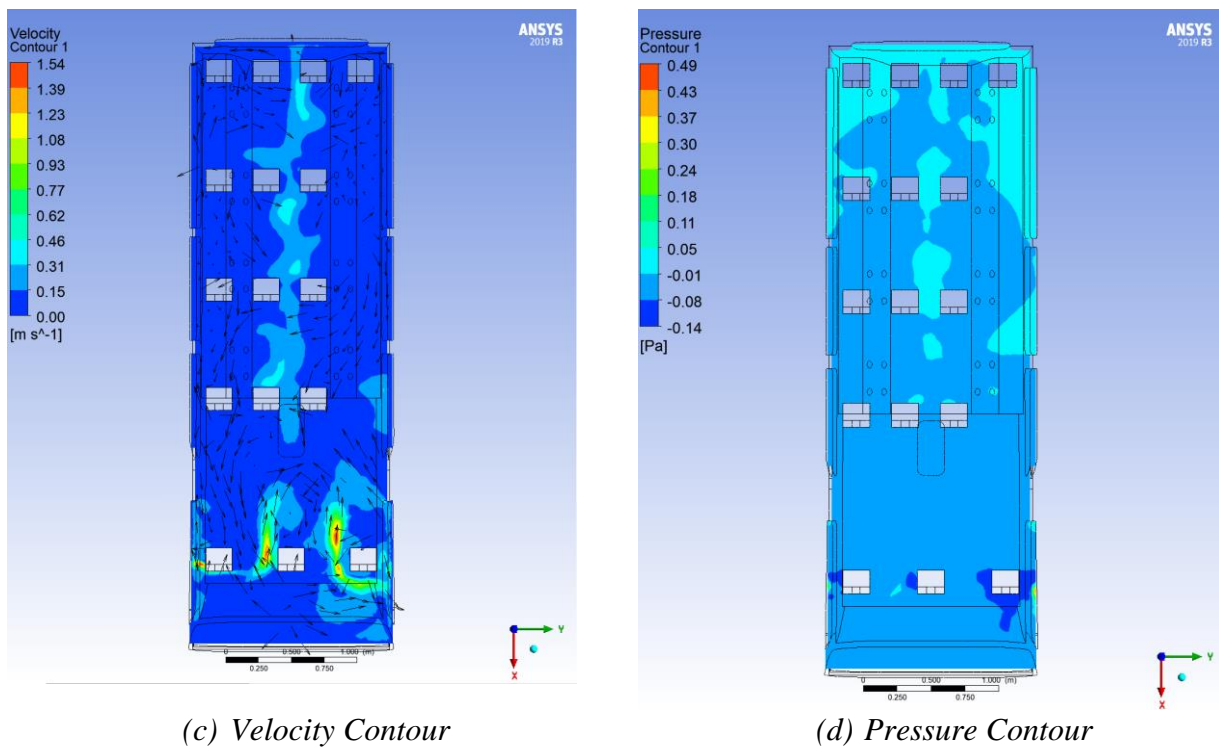 Velocity
Contour 1
1.54
1.39
1.23
1.08
0.93
0.77
0.62
0.46
0.31
0.15
0.00
[m s^-1]
ANSYS
2019 R3
0 0.500 1.000 (m)
0.250 0.750
Y
X
(c) Velocity Contour
Pressure
Contour 1
0.49
0.43
0.37
0.30
0.24
0.18
0.11
0.05
-0.01
-0.08
-0.14
[Pa]
ANSYS
2019 R3
0 0.500 1.000 (m)
0.250 0.750
Y
X
(d) Pressure Contour